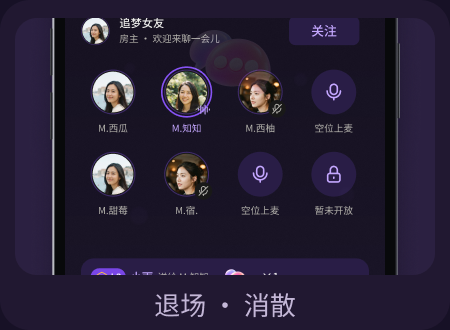 追梦女友
房主 · 欢迎来聊一会儿
关注
M.西瓜
M.知知
M.西柚
空位上麦
M.甜莓
M.宿.
空位上麦
暂未开放
退场 · 消散